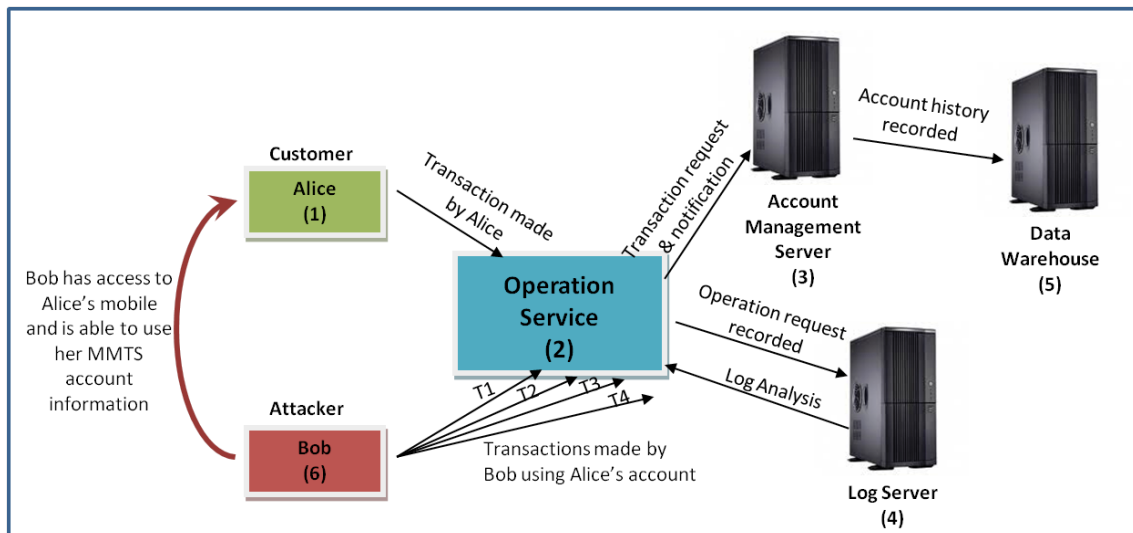 Customer
Alice
(1)
Transaction made
by Alice
Bob has access to
Alice's mobile
and is able to use
her MMTS
account
information
Attacker
Bob
(6)
T1
T2
T3
T4
Transactions made by
Bob using Alice's account
Operation
Service
(2)
Transaction request
& notification
Account
Management
Server
(3)
Account history
recorded
Data
Warehouse
(5)
Operation request
recorded
Log Analysis
Log Server
(4)